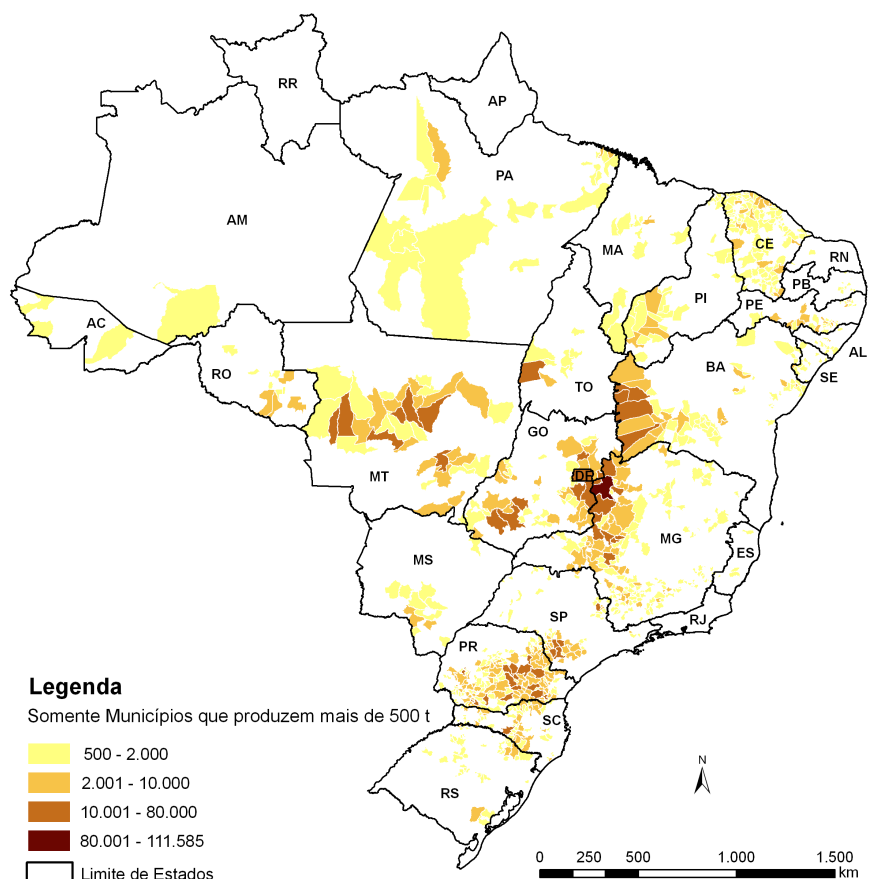 RR
AP
PA
AM
MA
CE
RN
PB
PI
PE
AC
AL
BA
SE
RO
TO
GO
MT
DF
MG
MS
ES
SP
RJ
PR
SC
RS
Legenda
Somente Municípios que produzem mais de 500 t
500 - 2.000
2.001 - 10.000
10.001 - 80.000
80.001 - 111.585
Limite de Estados
N
0 250 500 1.000 1.500
km